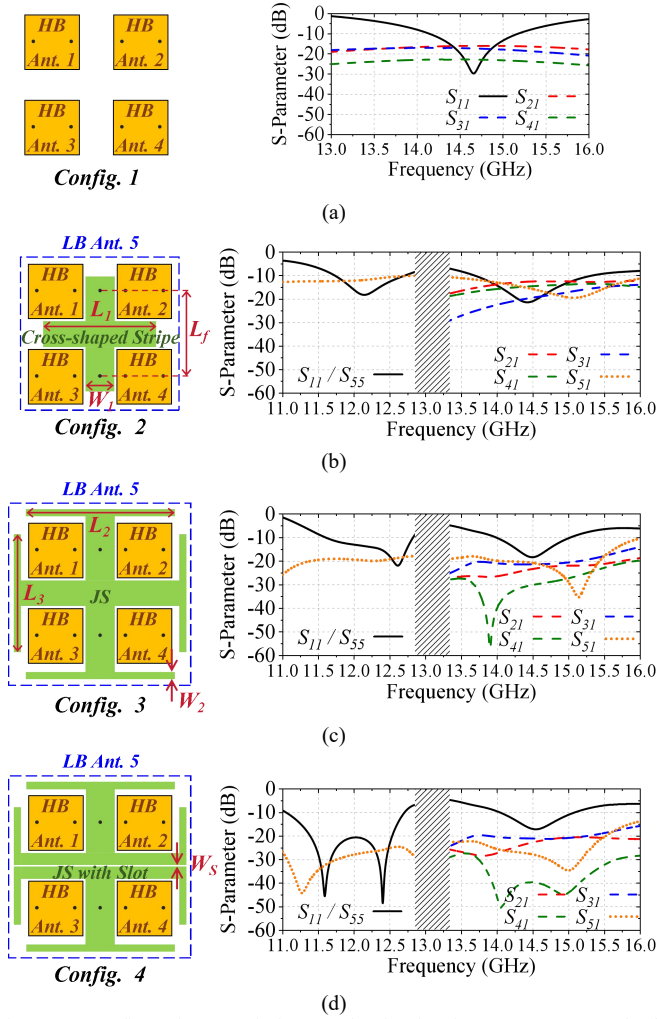 HB HB
Ant. 1 Ant. 2
HB HB
Ant. 3 Ant. 4
Config. 1
S-Parameter (dB)
0
-10
-20
-30
-40
-50
-60
S11 S21
S31 S41
13.0 13.5 14.0 14.5 15.0 15.5 16.0
Frequency (GHz)
(a)
LB Ant. 5
HB HB
Ant. 1 Ant. 2
L1
Lf
Cross-shaped Stripe
HB HB
Ant. 3 Ant. 4
W1
Config. 2
S-Parameter (dB)
0
-10
-20
-30
-40
-50
-60
S11 / S55
S21 S31
S41 S51
11.0 11.5 12.0 12.5 13.0 13.5 14.0 14.5 15.0 15.5 16.0
Frequency (GHz)
(b)
LB Ant. 5
L2
HB HB
Ant. 1 Ant. 2
L3
JS
HB HB
Ant. 3 Ant. 4
W2
Config. 3
S-Parameter (dB)
0
-10
-20
-30
-40
-50
-60
S11 / S55
S21 S31
S41 S51
11.0 11.5 12.0 12.5 13.0 13.5 14.0 14.5 15.0 15.5 16.0
Frequency (GHz)
(c)
LB Ant. 5
HB HB
Ant. 1 Ant. 2
WS
JS with Slot
HB HB
Ant. 3 Ant. 4
Config. 4
S-Parameter (dB)
0
-10
-20
-30
-40
-50
-60
S11 / S55
S21 S31
S41 S51
11.0 11.5 12.0 12.5 13.0 13.5 14.0 14.5 15.0 15.5 16.0
Frequency (GHz)
(d)